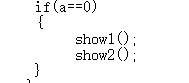 if(a==0)
{
show1();
show2();
}